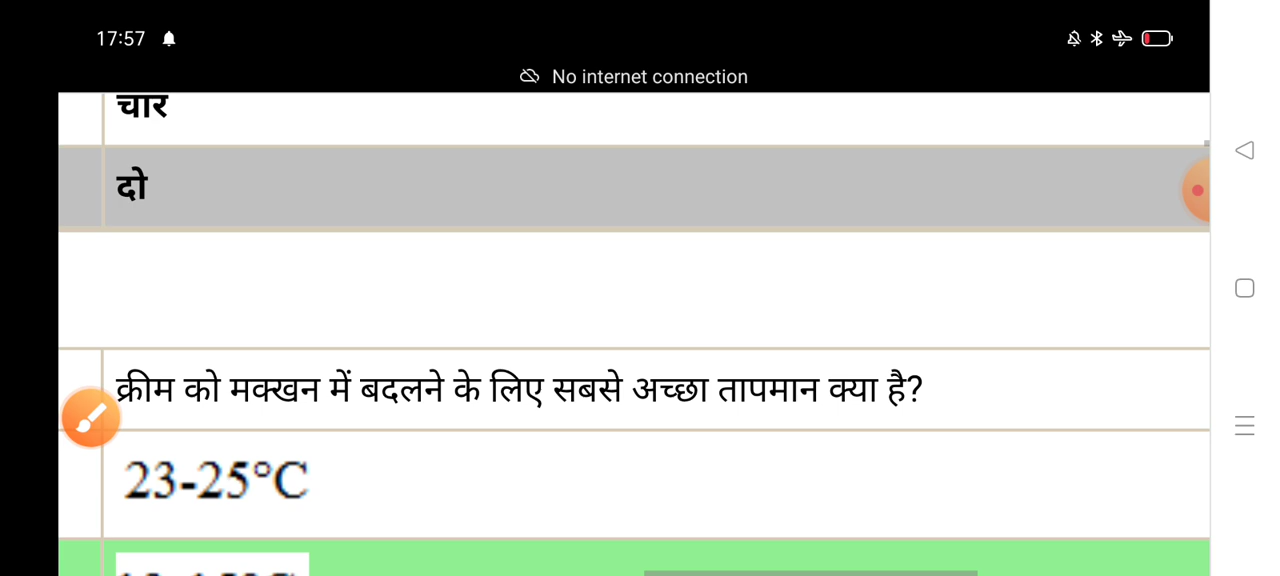 17:57
No internet connection
चार
दो
क्रीम को मक्खन में बदलने के लिए सबसे अच्छा तापमान क्या है?
23-25°C